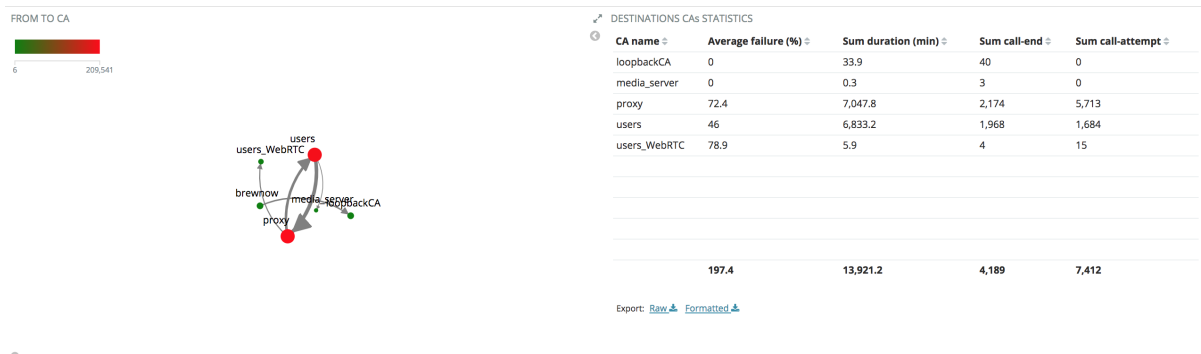 FROM TO CA
6 209,541
users
users_WebRTC
brewnow
media_server
loopbackCA
proxy
DESTINATIONS CAs STATISTICS
CA name Average failure (%) Sum duration (min) Sum call-end Sum call-attempt
loopbackCA 0 33.9 40 0
media_server 0 0.3 3 0
proxy 72.4 7,047.8 2,174 5,713
users 46 6,833.2 1,968 1,684
users_WebRTC 78.9 5.9 4 15
197.4 13,921.2 4,189 7,412
Export: Raw Formatted